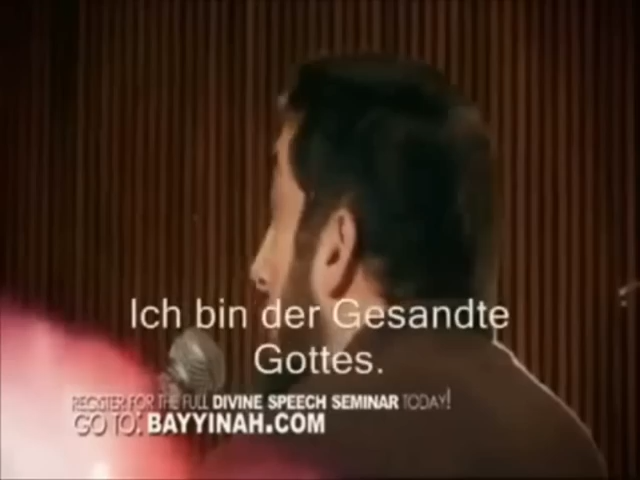 Ich bin der Gesandte
Gottes.
REGISTER FOR THE FULL DIVINE SPEECH SEMINAR TODAY!
GO TO: BAYYINAH.COM